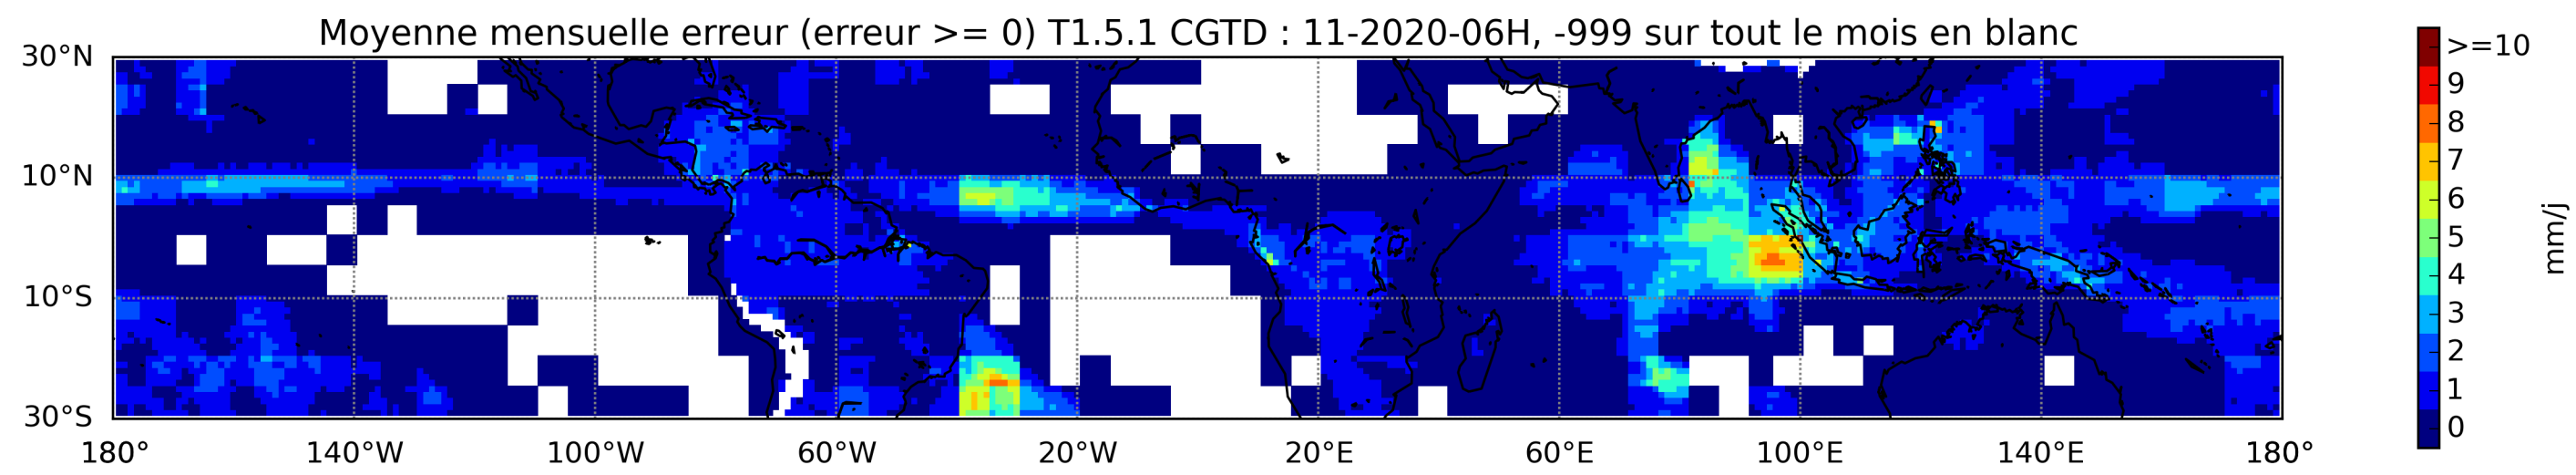 Moyenne mensuelle erreur (erreur >= 0) T1.5.1 CGTD : 11-2020-06H, -999 sur tout le mois en blanc
30°N
10°N
10°S
30°S
180° 140°W 100°W 60°W 20°W 20°E 60°E 100°E 140°E 180°
>=10
9
8
7
6
5
4
3
2
1
0
mm/j